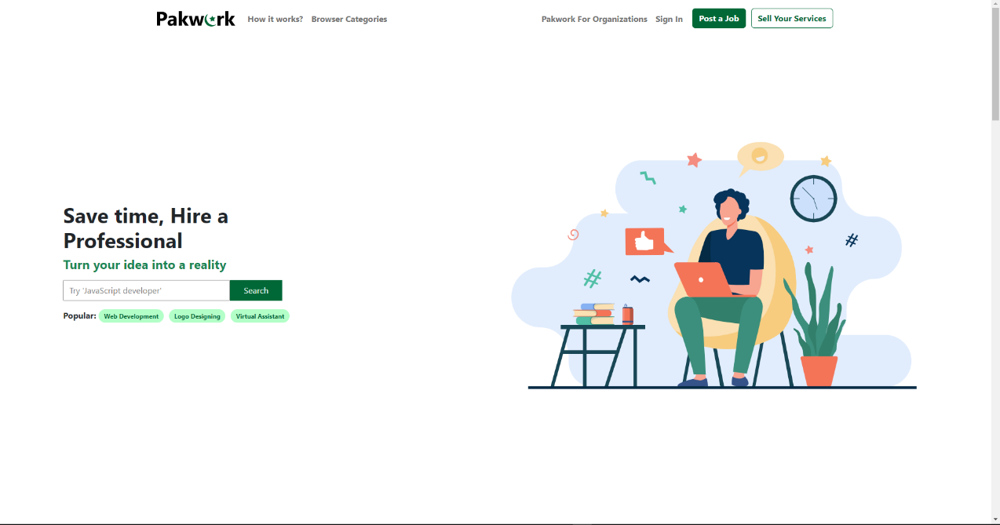 Pakwork How it works? Browser Categories Pakwork For Organizations Sign In Post a Job Sell Your Services
Save time, Hire a
Professional
Turn your idea into a reality
Try 'JavaScript developer' Search
Popular: Web Development Logo Designing Virtual Assistant